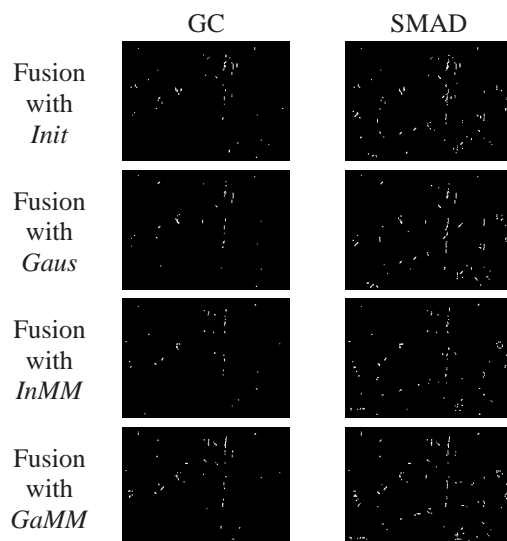 GC SMAD
Fusion
with
Init
Fusion
with
Gaus
Fusion
with
InMM
Fusion
with
GaMM